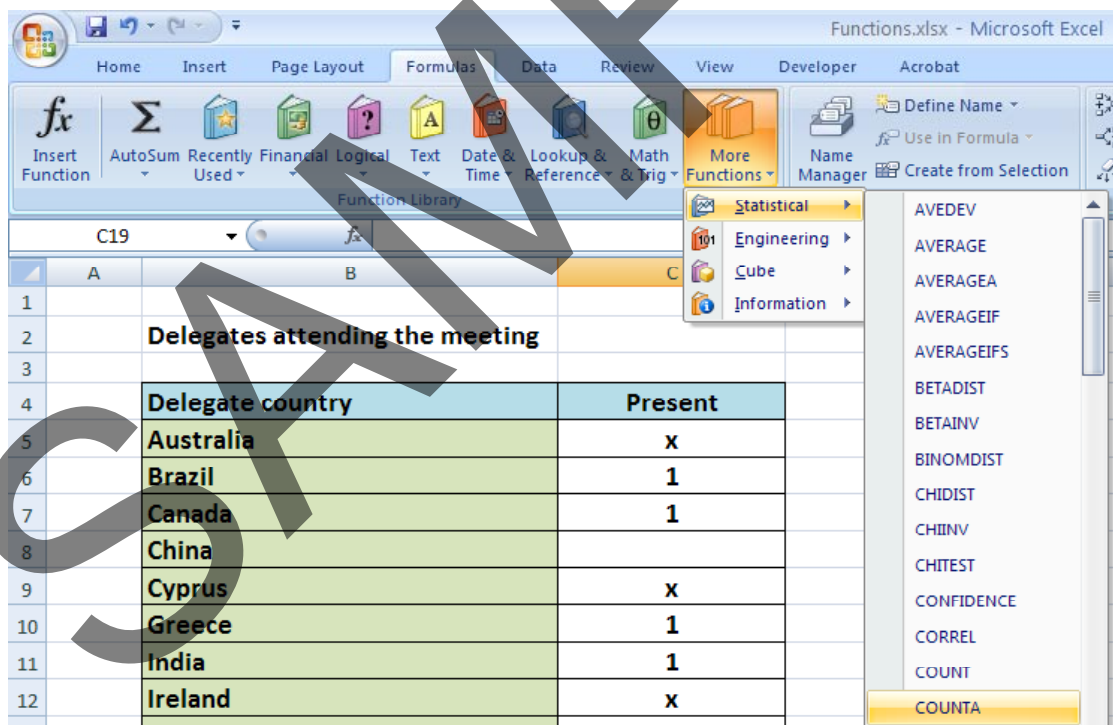 Functions.xlsx - Microsoft Excel
Home Insert Page Layout Formulas Data Review View Developer Acrobat
fx Σ ? A θ
Insert Function AutoSum Recently Used Financial Logical Text Date & Time Lookup & Reference Math & Trig More Functions Name Manager
Define Name
fx Use in Formula
Create from Selection
Function Library
C19 fx
Statistical
101 Engineering
Cube
Information
AVEDEV
AVERAGE
AVERAGEA
AVERAGEIF
AVERAGEIFS
BETADIST
BETAINV
BINOMDIST
CHIDIST
CHIINV
CHITEST
CONFIDENCE
CORREL
COUNT
COUNTA
A B C
1
2 Delegates attending the meeting
3
4 Delegate country Present
5 Australia x
6 Brazil 1
7 Canada 1
8 China
9 Cyprus x
10 Greece 1
11 India 1
12 Ireland x